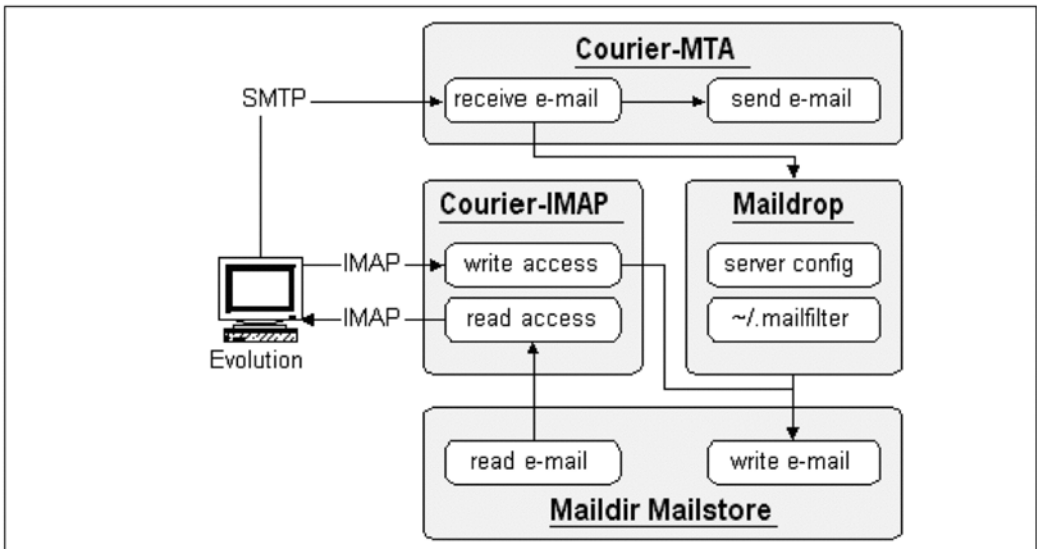 Courier-MTA
SMTP
receive e-mail
send e-mail
Courier-IMAP
Maildrop
IMAP
write access
server config
IMAP
read access
~/.mailfilter
Evolution
read e-mail
write e-mail
Maildir Mailstore